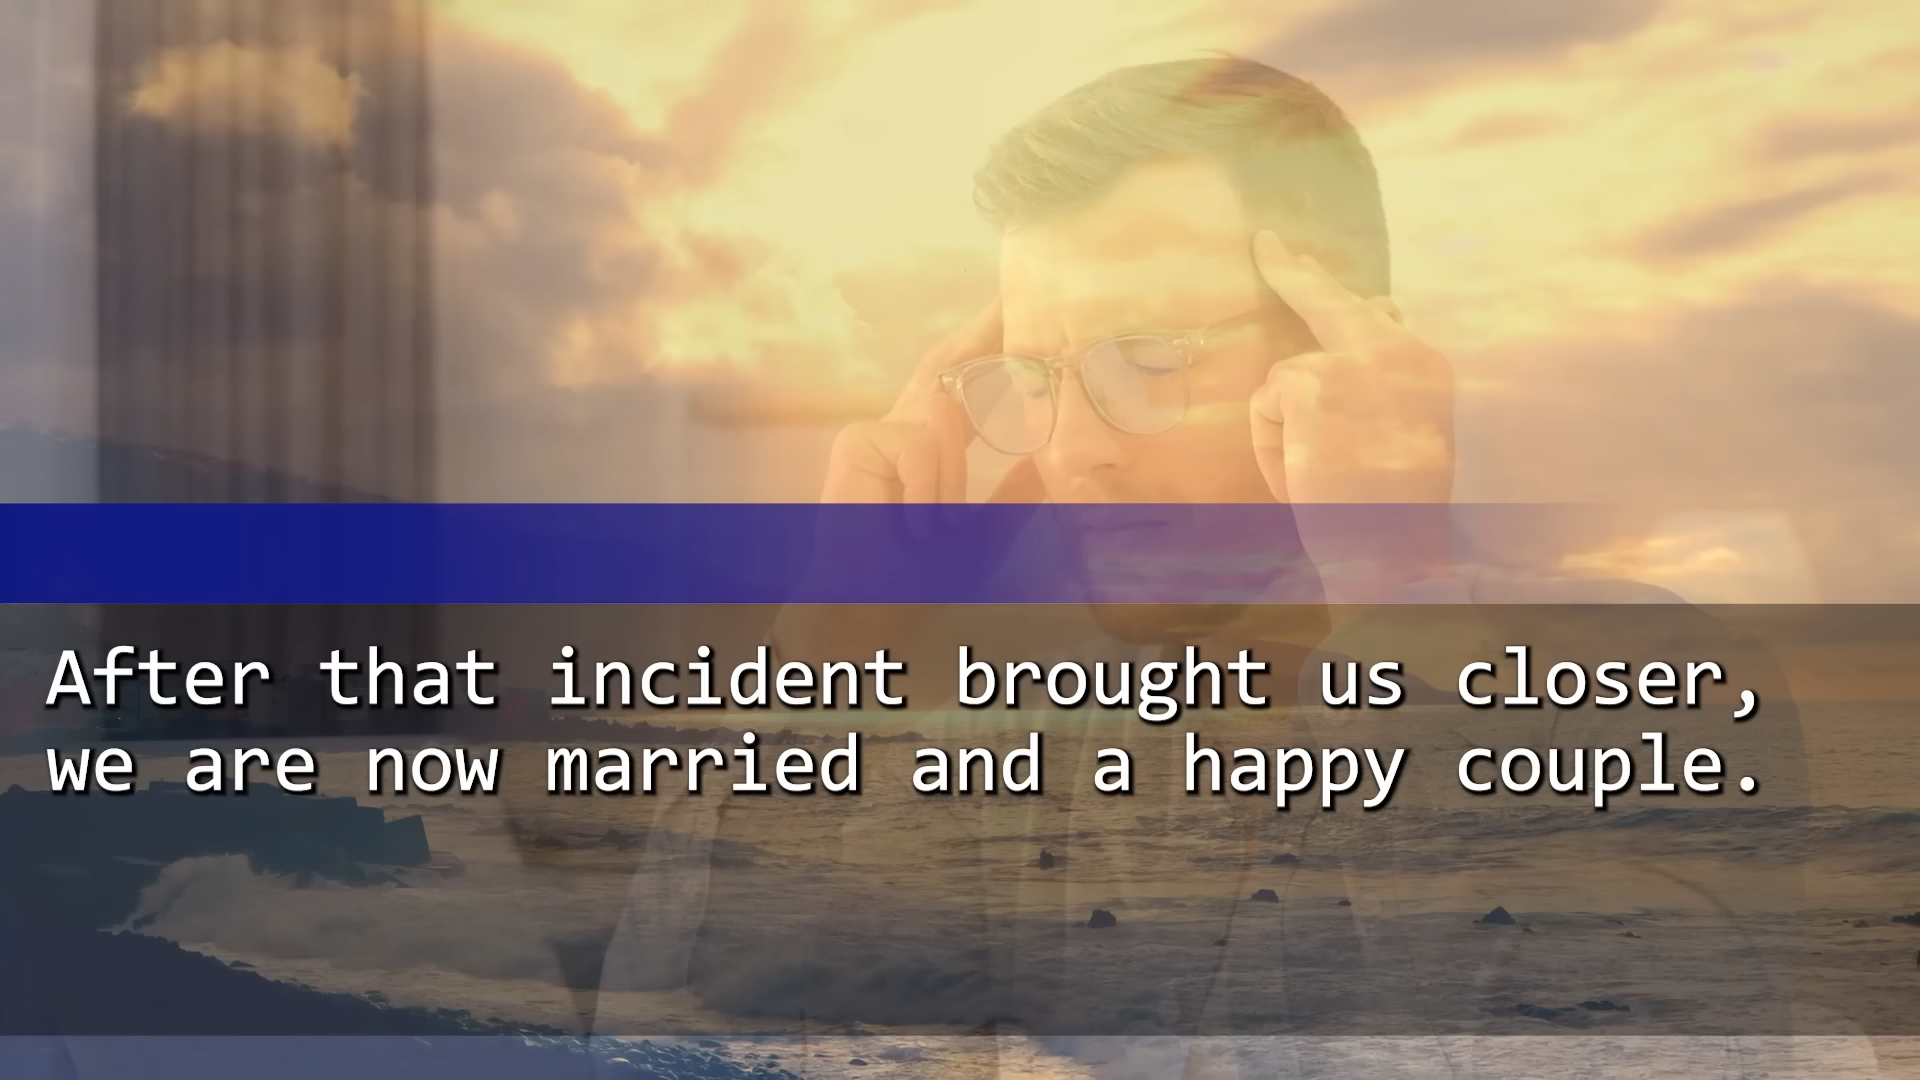 After that incident brought us closer,
we are now married and a happy couple.